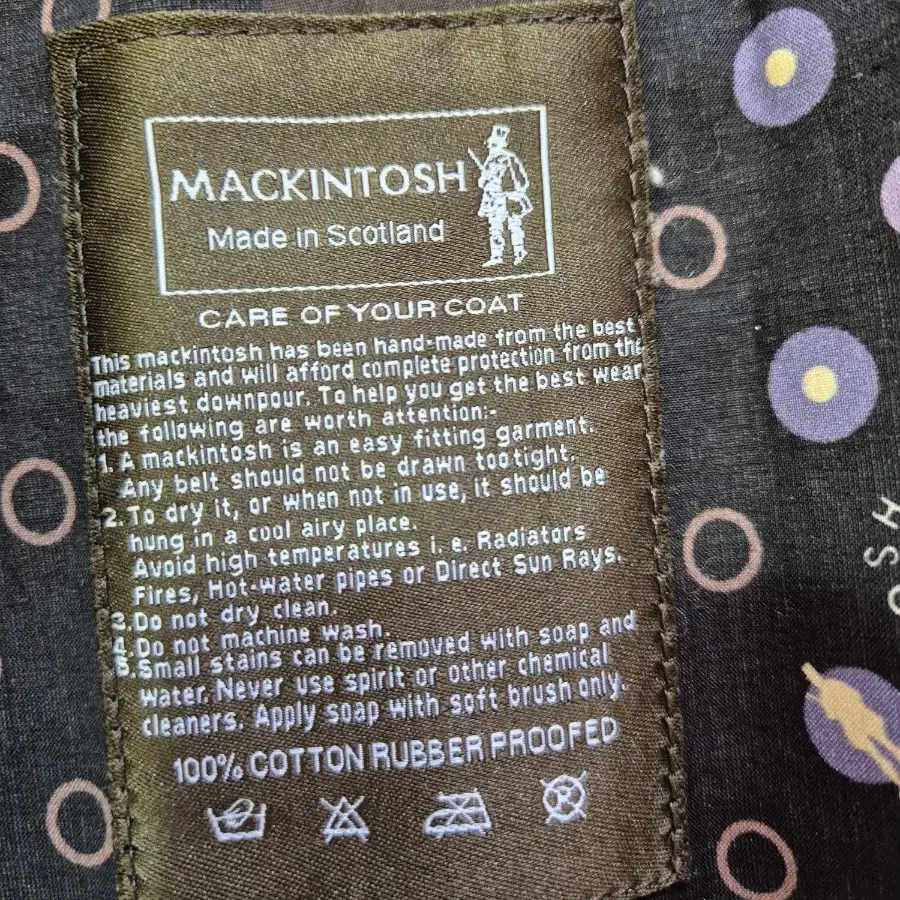 MACKINTOSH
Made in Scotland
CARE OF YOUR COAT
This mackintosh has been hand-made from the best
materials and will afford complete protection from the
heaviest downpour. To help you get the best wear
the following are worth attention:-
1. A mackintosh is an easy fitting garment.
Any belt should not be drawn too tight.
2. To dry it, or when not in use, it should be
hung in a cool airy place.
Avoid high temperatures i. e. Radiators
Fires, Hot-Water pipes or Direct Sun Rays.
3. Do not dry clean.
4. Do not machine wash.
5. Small stains can be removed with soap and
water. Never use spirit or other chemical
cleaners. Apply soap with soft brush only.
100% COTTON RUBBER PROOFED
H
S
O